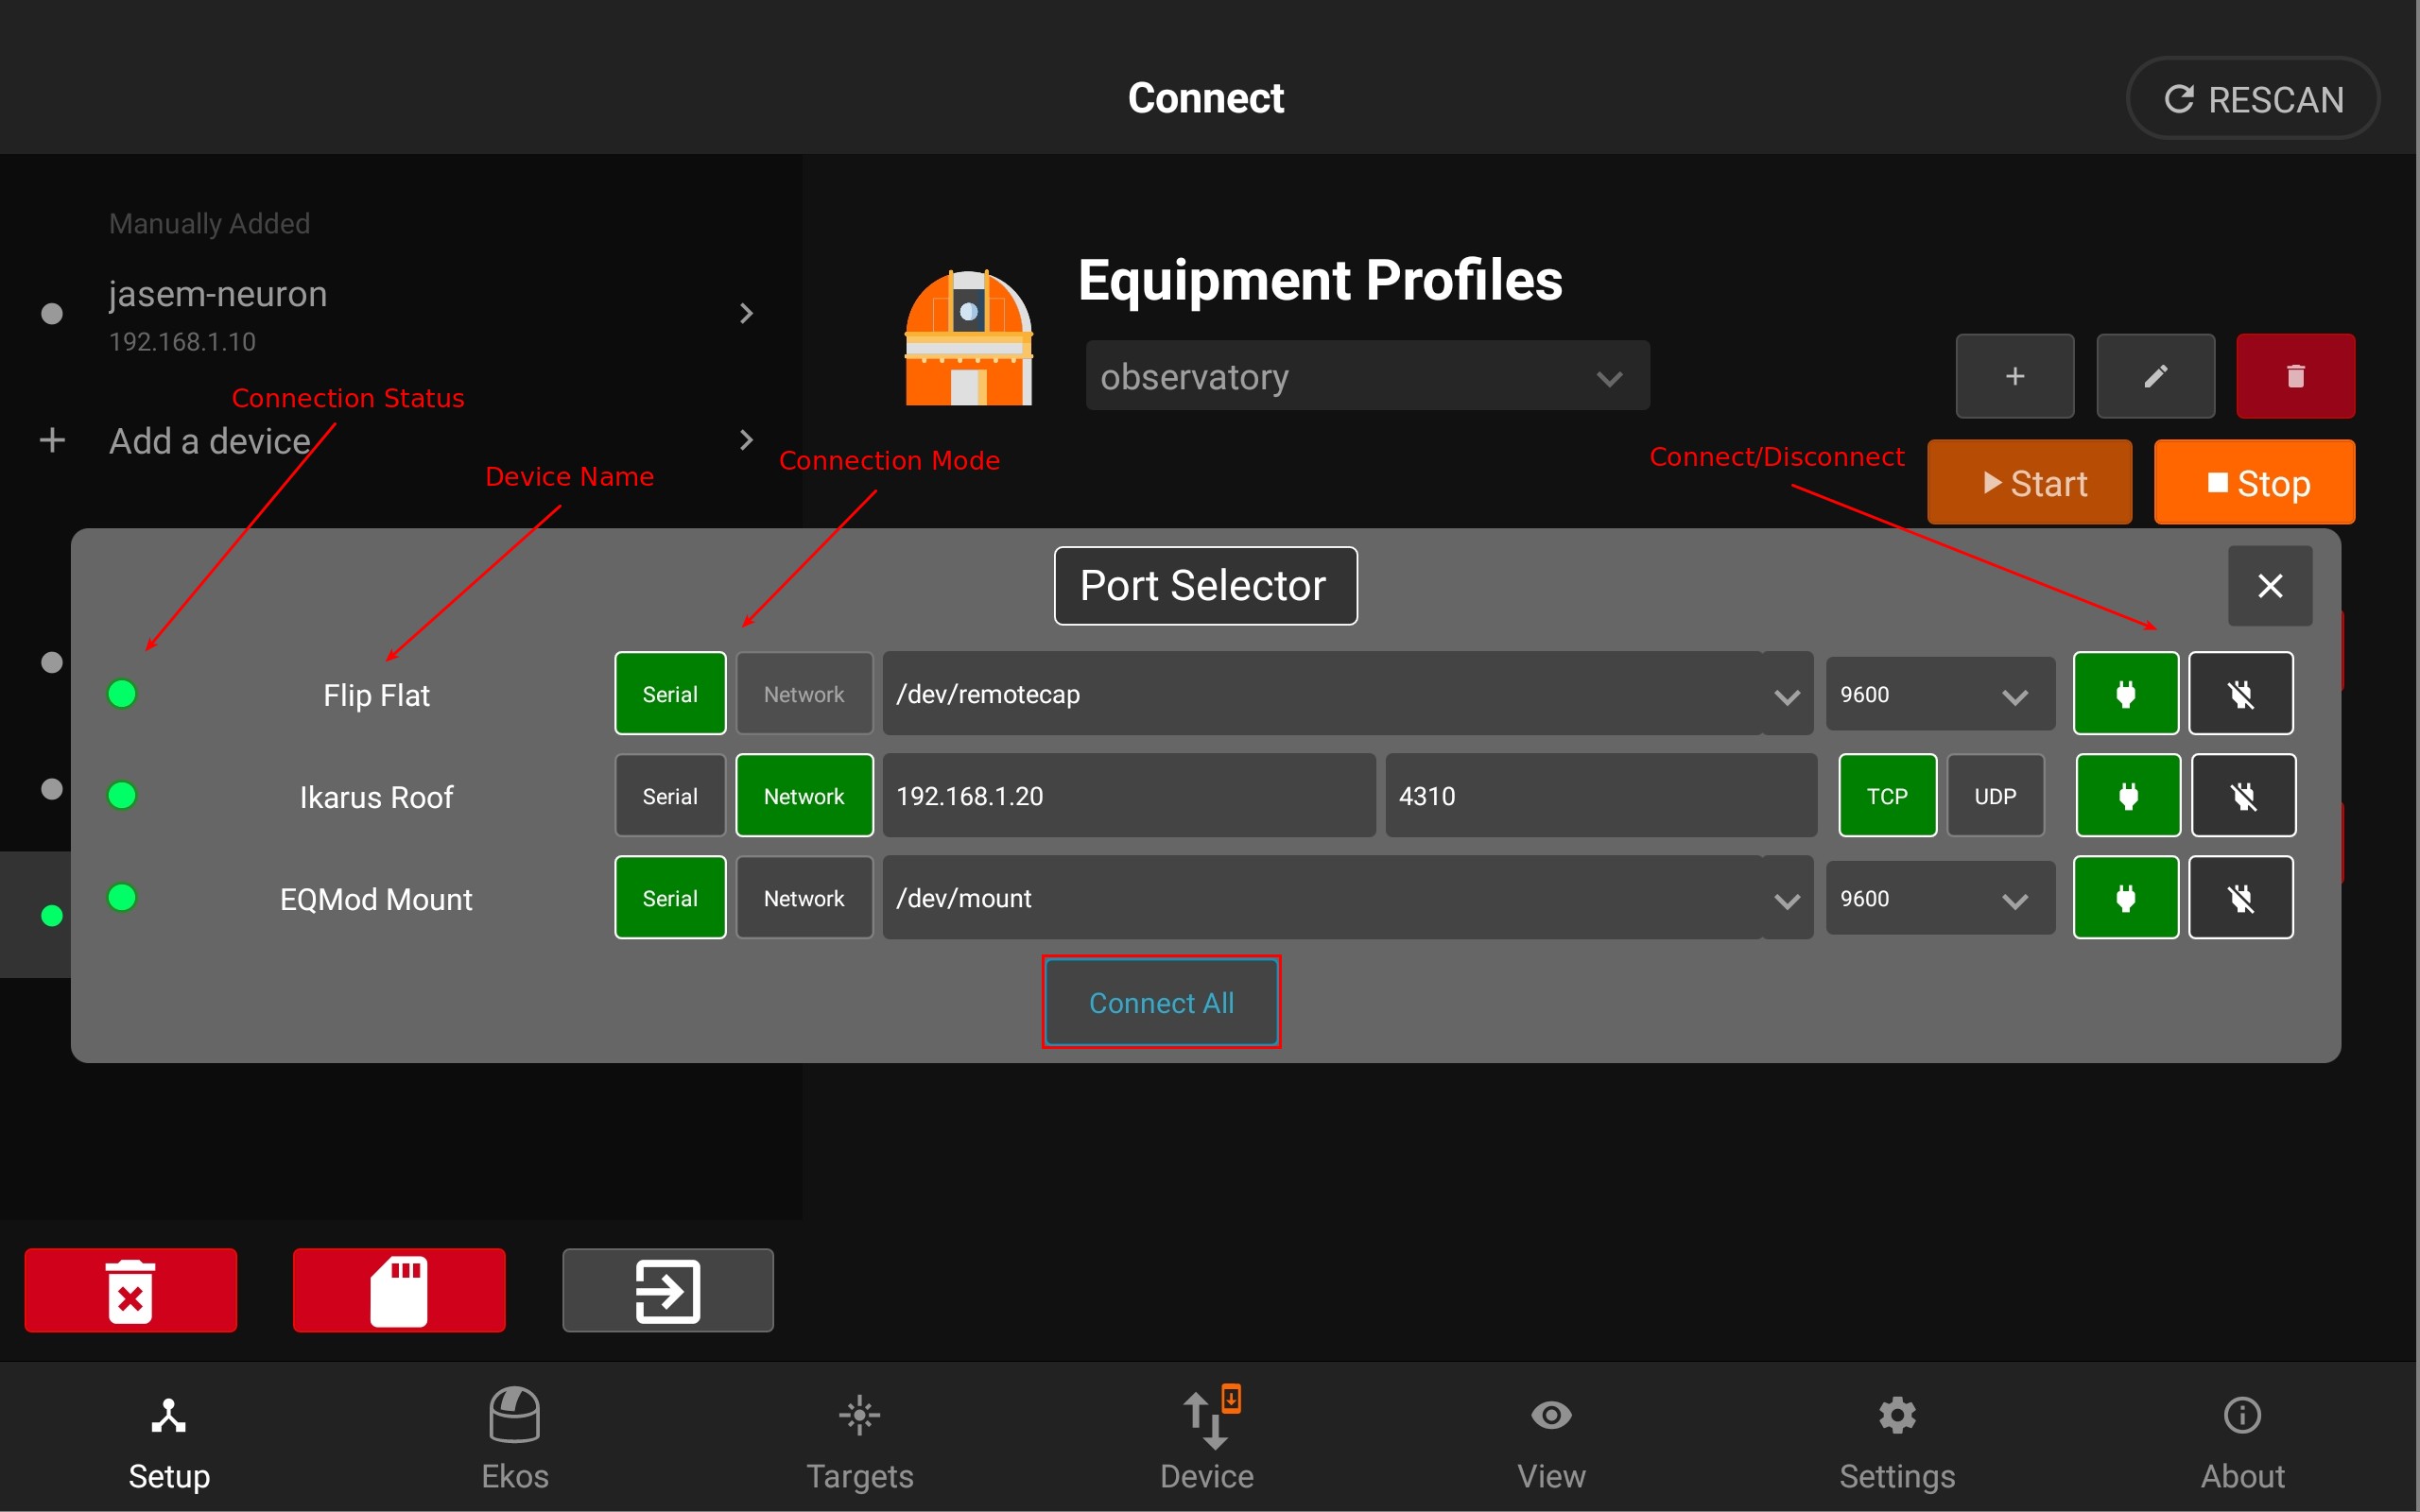 Connect
RESCAN
Manually Added
jasem-neuron
192.168.1.10
Equipment Profiles
observatory
Connection Status
Add a device
Device Name
Connection Mode
Connect/Disconnect
Start
Stop
Port Selector
Flip Flat Serial Network /dev/remotecap 9600
Ikarus Roof Serial Network 192.168.1.20 4310 TCP UDP
EQMod Mount Serial Network /dev/mount 9600
Connect All
Setup Ekos Targets Device View Settings About